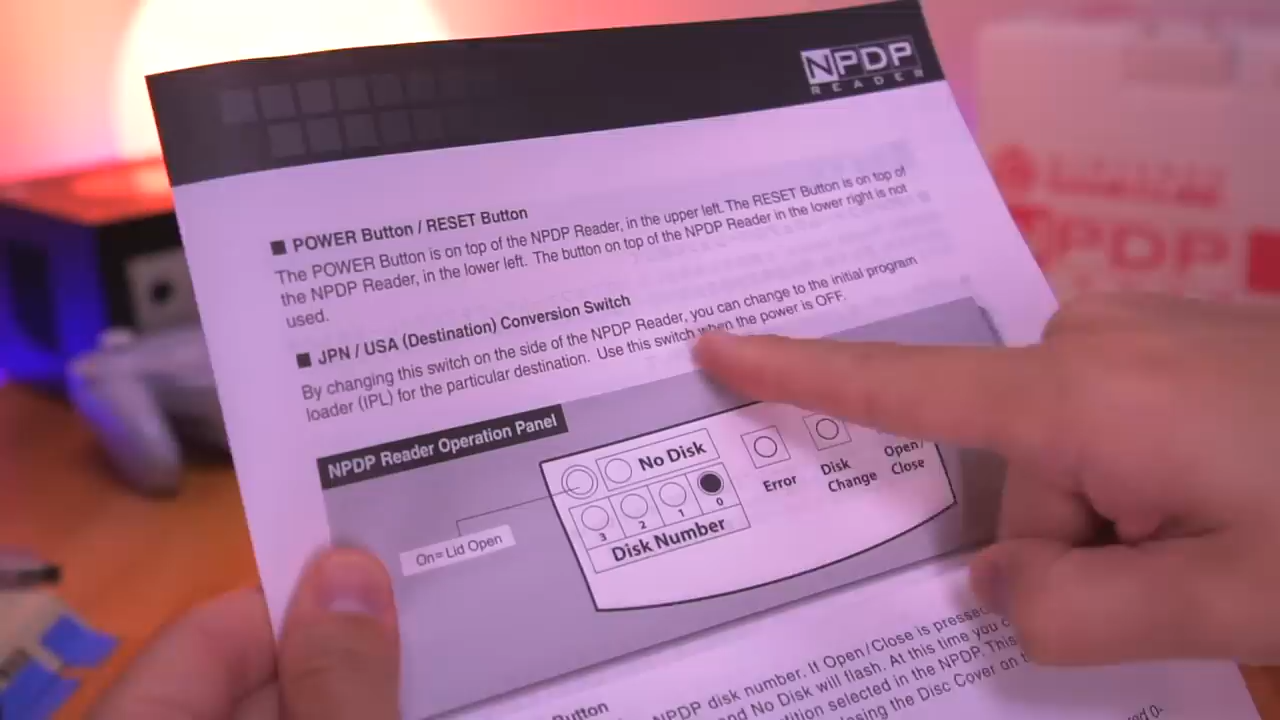 NPDP
READER
■ POWER Button / RESET Button
The POWER Button is on top of the NPDP Reader, in the upper left. The RESET Button is on top of
the NPDP Reader, in the lower left. The button on top of the NPDP Reader in the lower right is not
used.
■ JPN / USA (Destination) Conversion Switch
By changing this switch on the side of the NPDP Reader, you can change to the initial program
loader (IPL) for the particular destination. Use this switch when the power is OFF.
NPDP Reader Operation Panel
No Disk
3 2 1 0
Disk Number
Error
Disk
Change
Open/
Close
On=Lid Open
Button
NPDP disk number. If Open/Close is presse
and No Disk will flash. At this time you c
selected in the NPDP. This
losing the Disc Cover on t
PDP